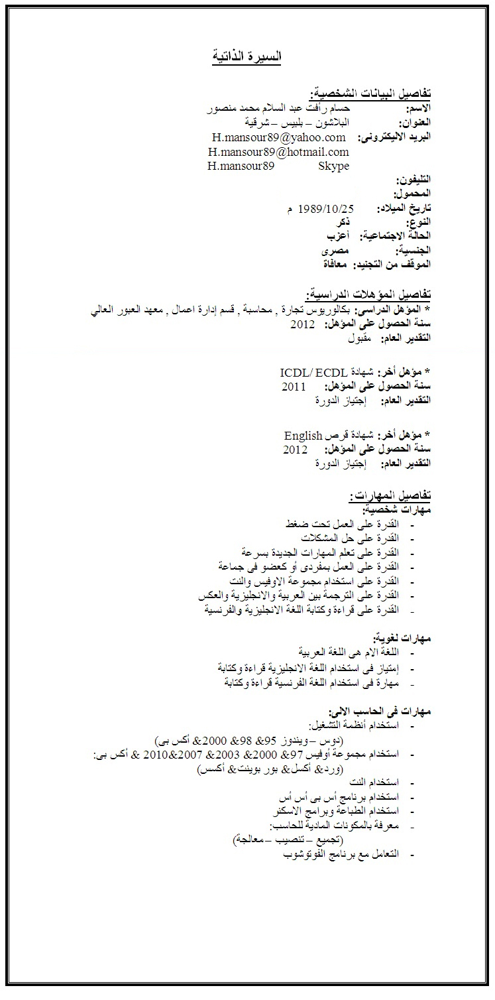 السيرة الذاتية
تفاصيل البيانات الشخصية:
الاسم: حسام رأفت عبد السلام محمد منصور
العنوان: البلاشون – بلبيس – شرقية
البريد الاليكترونى: H.mansour89@yahoo.com
H.mansour89@hotmail.com
H.mansour89 Skype
التليفون:
المحمول:
تاريخ الميلاد: 1989/10/25 م
النوع: ذكر
الحالة الاجتماعية: أعزب
الجنسية: مصرى
الموقف من التجنيد: معافاة
تفاصيل المؤهلات الدراسية:
* المؤهل الدراسى: بكالوريوس تجارة , محاسبة , قسم إدارة اعمال , معهد العبور العالي
سنة الحصول على المؤهل: 2012
التقدير العام: مقبول
* مؤهل أخر: شهادة ICDL/ ECDL
سنة الحصول على المؤهل: 2011
التقدير العام: إجتياز الدورة
* مؤهل أخر: شهادة قرص English
سنة الحصول على المؤهل: 2012
التقدير العام: إجتياز الدورة
تفاصيل المهارات:
مهارات شخصية:
- القدرة على العمل تحت ضغط
- القدرة على حل المشكلات
- القدرة على تعلم المهارات الجديدة بسرعة
- القدرة على العمل بمفردى أو كعضو فى جماعة
- القدرة على استخدام مجموعة الاوفيس والنت
- القدرة على الترجمة بين العربية والانجليزية والعكس
- القدرة على قراءة وكتابة اللغة الانجليزية والفرنسية
مهارات لغوية:
- اللغة الام هى اللغة العربية
- إمتياز فى استخدام اللغة الانجليزية قراءة وكتابة
- مهارة فى استخدام اللغة الفرنسية قراءة وكتابة
مهارات فى الحاسب الالى:
- استخدام أنظمة التشغيل:
(دوس – ويندوز 95& 98& 2000& أكس بى)
- استخدام مجموعة أوفيس 97& 2000& 2003& 2007&2010 & أكس بى:
(ورد& أكسل& بور بوينت& أكسس)
- استخدام النت
- استخدام برنامج أس بى أس أس
- استخدام الطباعة وبرامج الاسكنر
- معرفة بالمكونات المادية للحاسب:
(تجميع – تنصيب – معالجة)
- التعامل مع برنامج الفوتوشوب